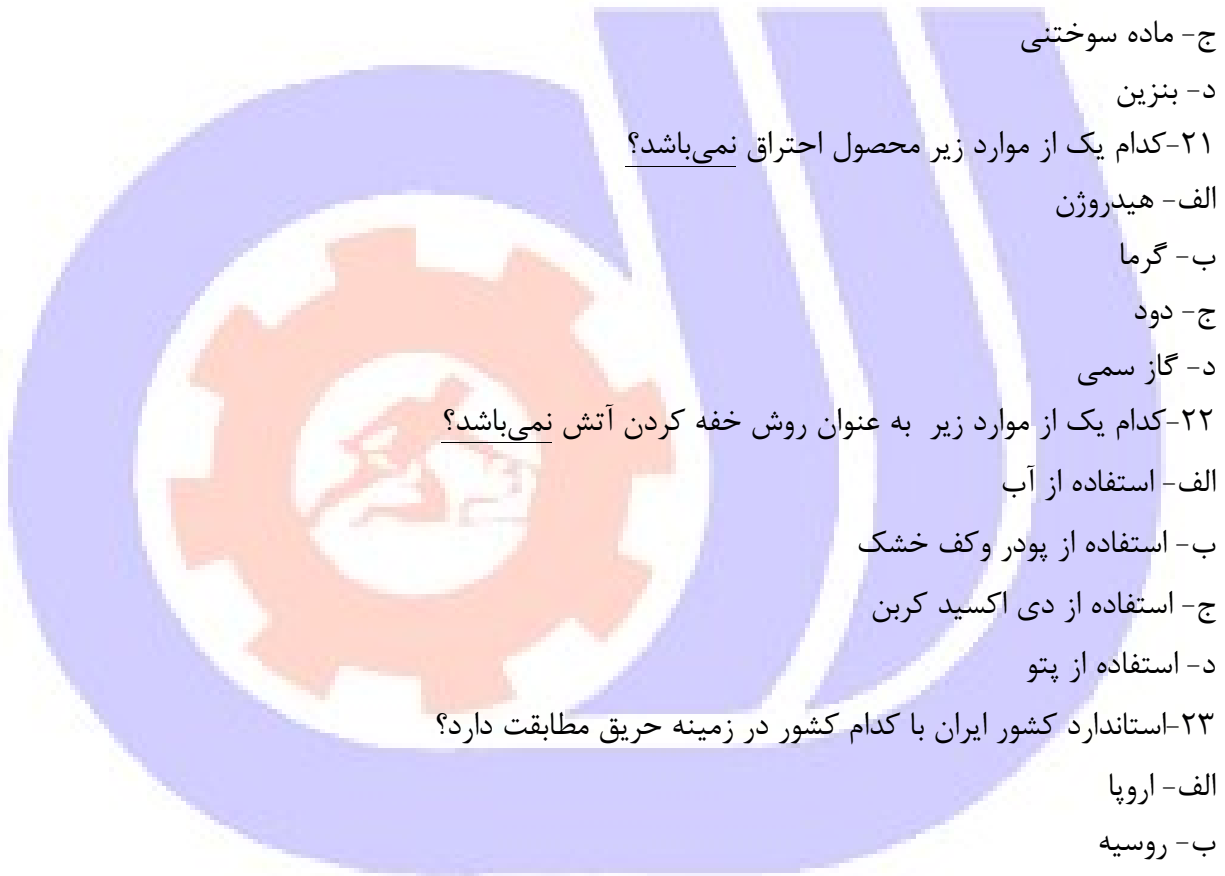 ج- ماده سوختنی
د- بنزین
۲۱-کدام یک از موارد زیر محصول احتراق نمی‌باشد؟
الف- هیدروژن
ب- گرما
ج- دود
د- گاز سمی
۲۲-کدام یک از موارد زیر به عنوان روش خفه کردن آتش نمی‌باشد؟
الف- استفاده از آب
ب- استفاده از پودر وکف خشک
ج- استفاده از دی اکسید کربن
د- استفاده از پتو
۲۳-استاندارد کشور ایران با کدام کشور در زمینه حریق مطابقت دارد؟
الف- اروپا
ب- روسیه